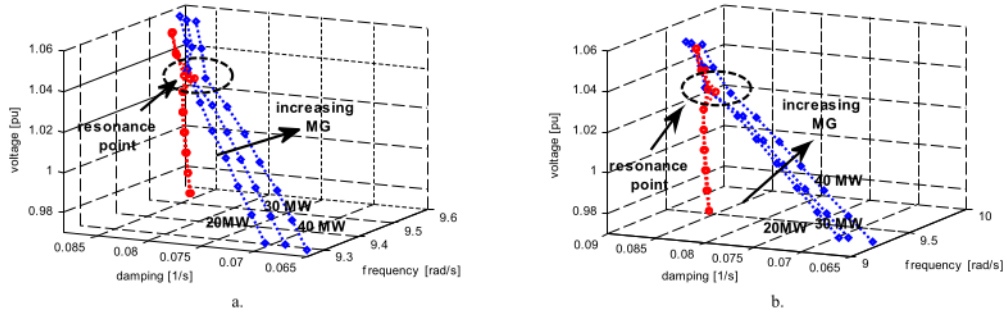 1.06
1.04
1.02
1
0.98
voltage [pu]
resonance
point
increasing
MG
20MW
30 MW
40 MW
0.085
0.08
0.075
0.07
0.065
damping [1/s]
9.3
9.4
9.5
9.6
frequency [rad/s]
a.
1.06
1.04
1.02
1
0.98
voltage [pu]
resonance
point
increasing
MG
40 MW
20MW
30 MW
0.09
0.085
0.08
0.075
0.07
0.065
damping [1/s]
9
9.5
10
frequency [rad/s]
b.